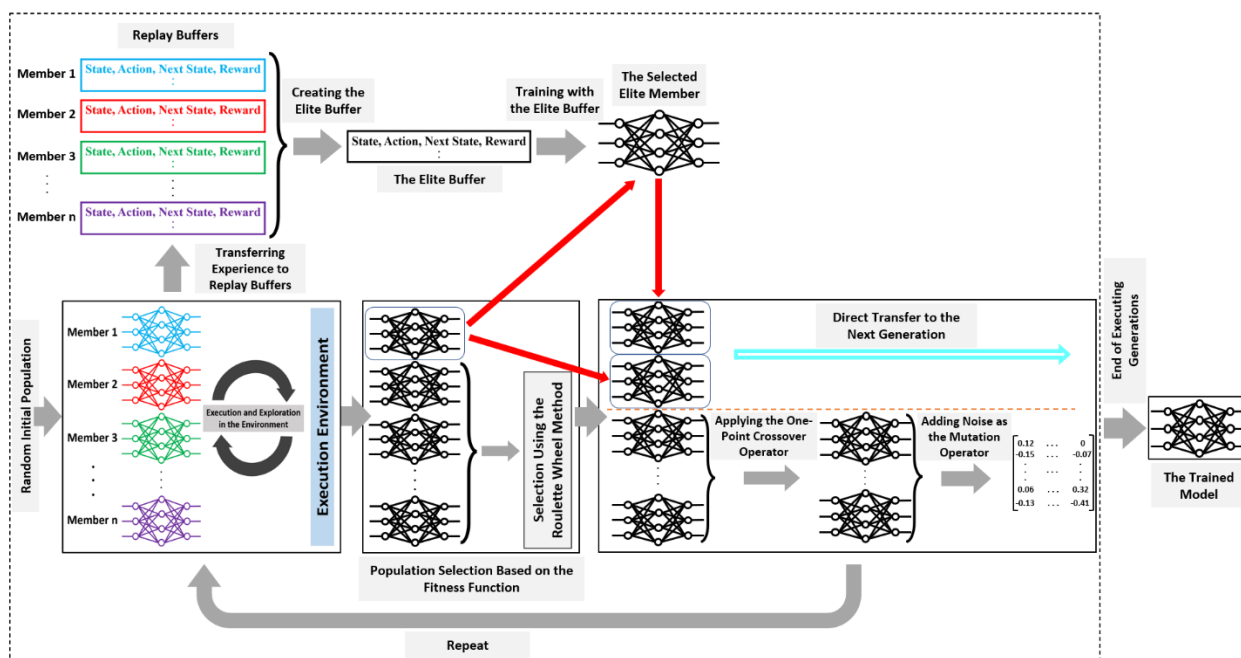 Replay Buffers
Member 1
State, Action, Next State, Reward
Member 2
State, Action, Next State, Reward
Member 3
State, Action, Next State, Reward
Member n
State, Action, Next State, Reward
Creating the
Elite Buffer
State, Action, Next State, Reward
The Elite Buffer
Training with
the Elite Buffer
The Selected
Elite Member
Transferring
Experience to
Replay Buffers
Random Intial Population
Member 1
Member 2
Member 3
Member n
Execution and Exploration
in the Environment
Execution Environment
Selection Using the
Roulette Wheel Method
Population Selection Based on the
Fitness Function
Direct Transfer to the
Next Generation
Applying the One-
Point Crossover
Operator
Adding Noise as
the Mutation
Operator
0.12 ... 0
-0.15 ... -0.07
...
0.06 ... 0.32
-0.13 ... -0.41
Repeat
End of Executing
Generations
The Trained
Model